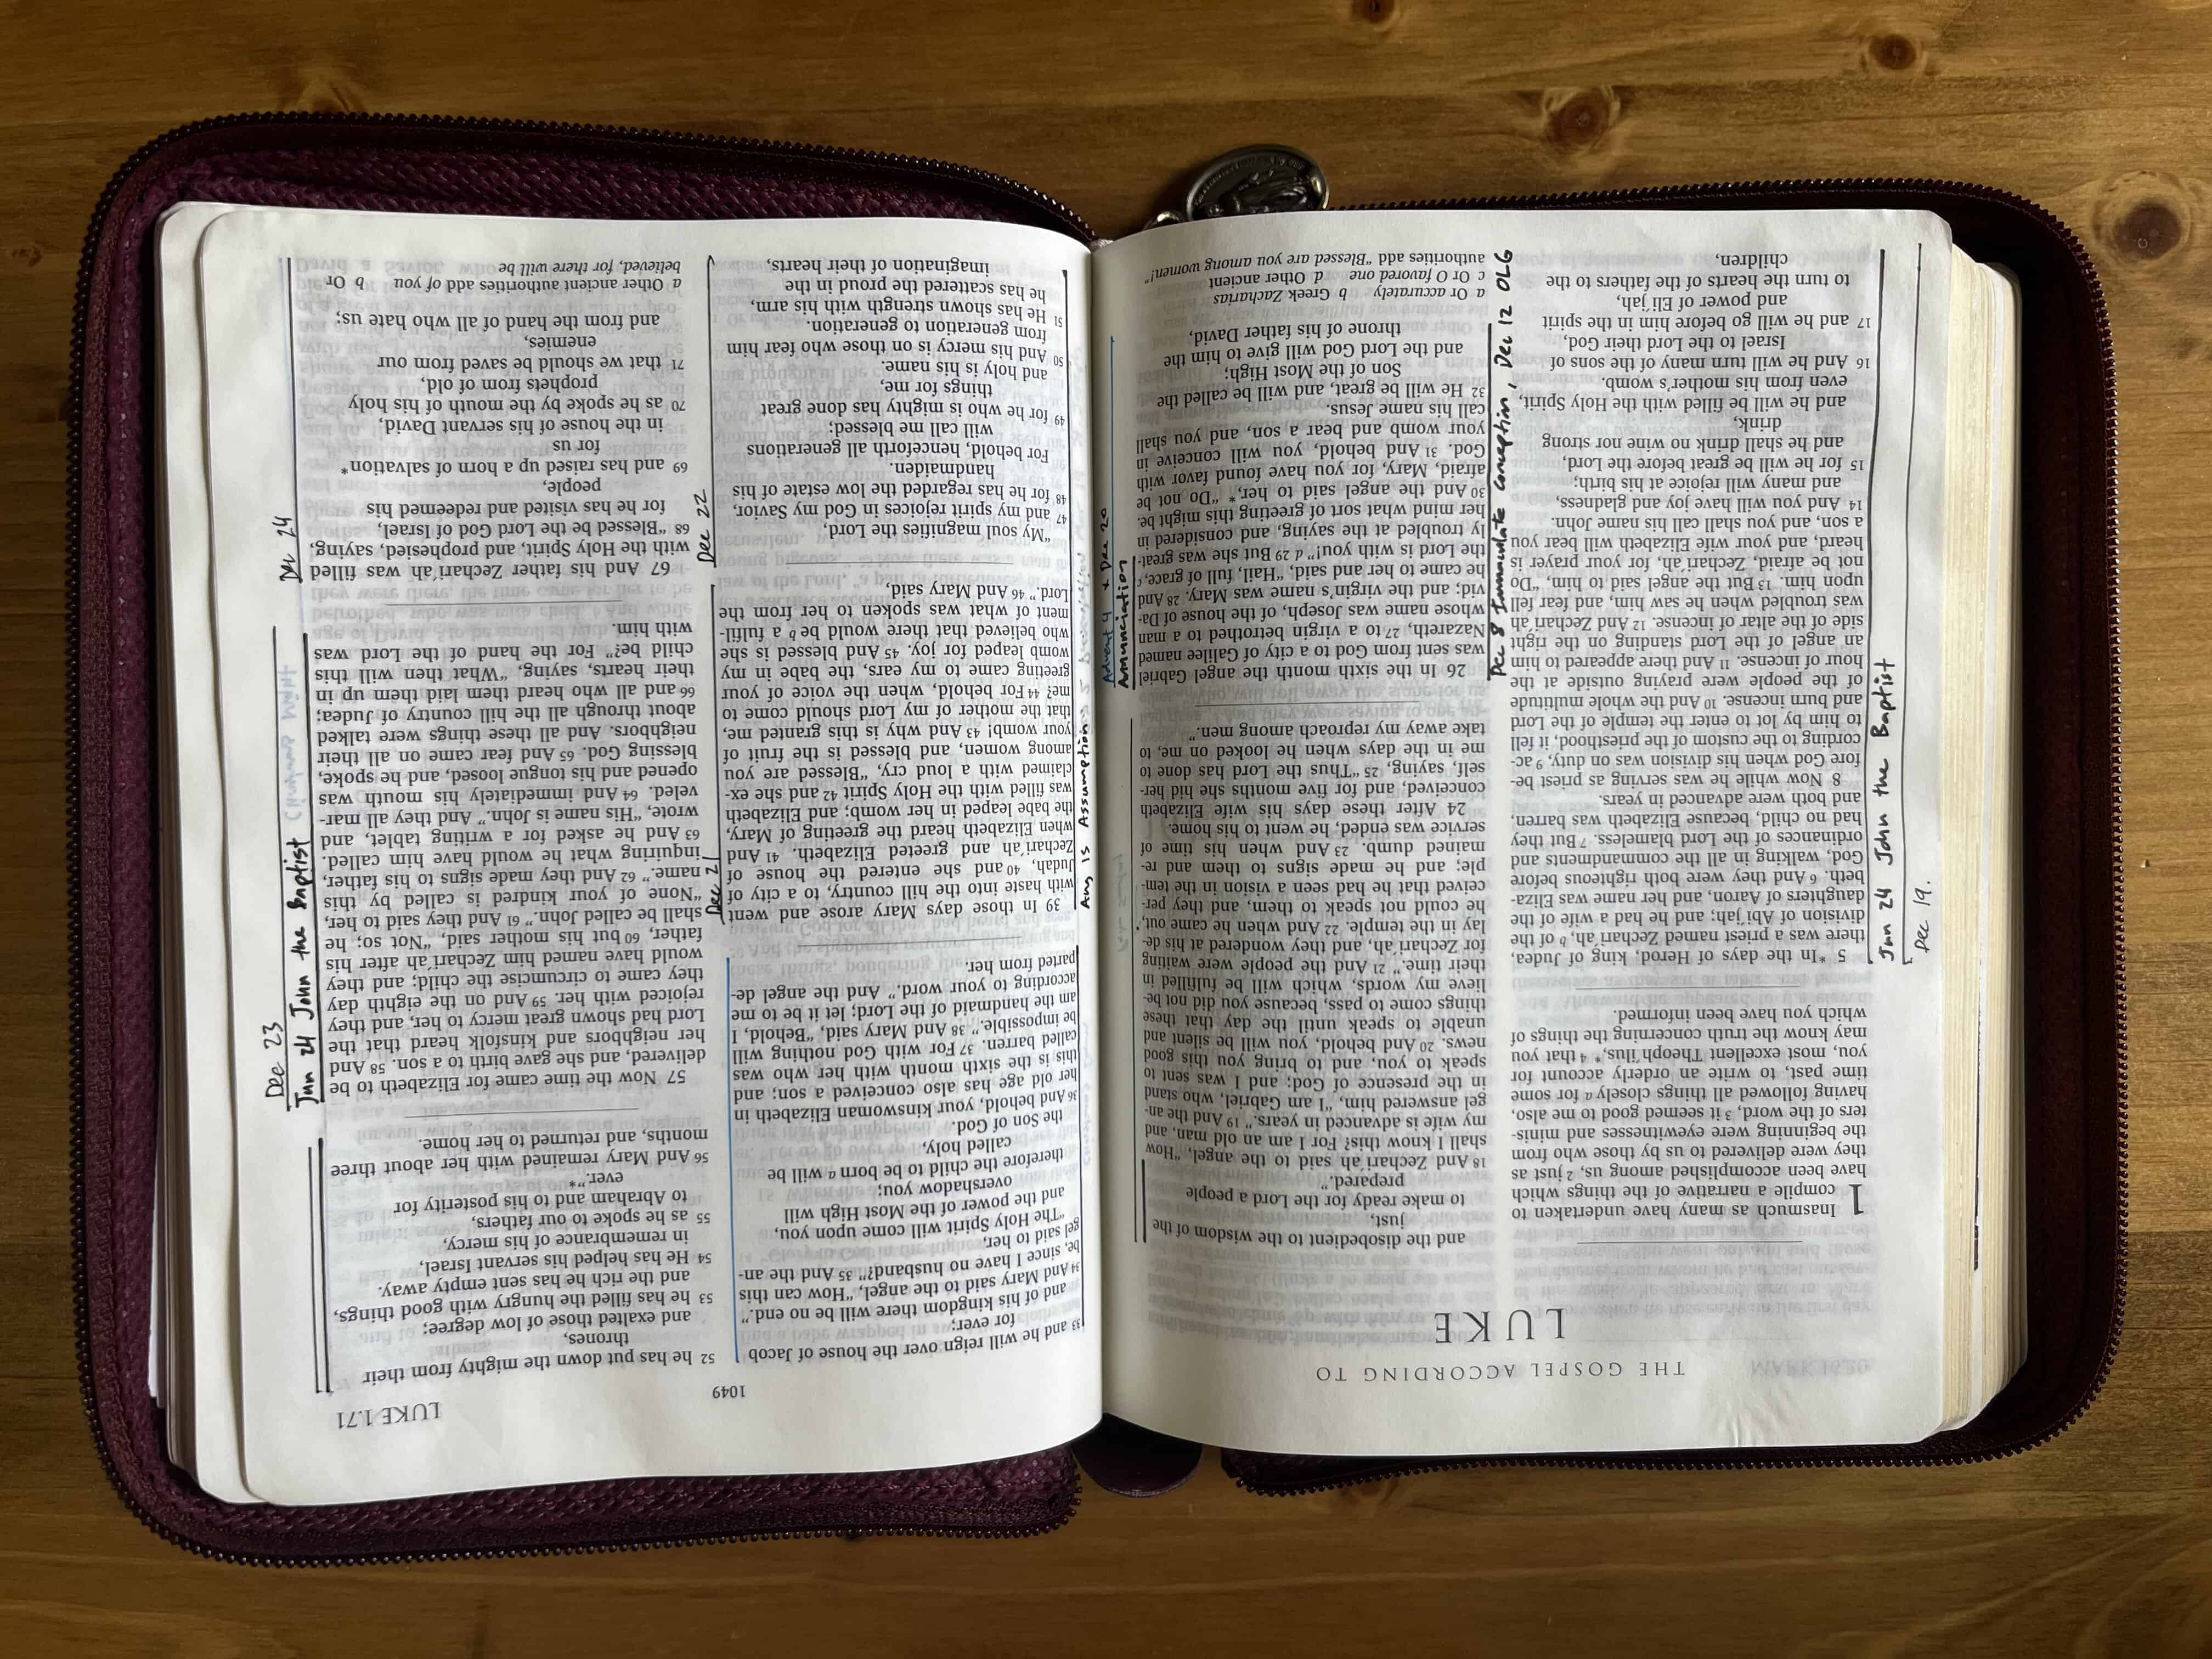 THE GOSPEL ACCORDING TO
LUKE
1 Inasmuch as many have undertaken to
compile a narrative of the things which
have been accomplished among us, 2 just as
they were delivered to us by those who from
the beginning were eyewitnesses and minis-
ters of the word, 3 it seemed good to me also,
having followed all things closely a for some
time past, to write an orderly account for
you, most excellent Theoph´ilus,* 4 that you
may know the truth concerning the things of
which you have been informed.
5 *In the days of Herod, king of Judea,
there was a priest named Zechari´ah, b of the
division of Abi´jah; and he had a wife of the
daughters of Aaron, and her name was Eliza-
beth. 6 And they were both righteous before
God, walking in all the commandments and
ordinances of the Lord blameless. 7 But they
had no child, because Elizabeth was barren,
and both were advanced in years.
8 Now while he was serving as priest be-
fore God when his division was on duty, 9 ac-
cording to the custom of the priesthood, it fell
to him by lot to enter the temple of the Lord
and burn incense. 10 And the whole multitude
of the people were praying outside at the
hour of incense. 11 And there appeared to him
an angel of the Lord standing on the right
side of the altar of incense. 12 And Zechari´ah
was troubled when he saw him, and fear fell
upon him. 13 But the angel said to him, “Do
not be afraid, Zechari´ah, for your prayer is
heard, and your wife Elizabeth will bear you
a son, and you shall call his name John.
14 And you will have joy and gladness,
and many will rejoice at his birth;
15 for he will be great before the Lord,
and he shall drink no wine nor strong
drink,
and he will be filled with the Holy Spirit,
even from his mother’s womb.
16 And he will turn many of the sons of
Israel to the Lord their God,
17 and he will go before him in the spirit
and power of Eli´jah,
to turn the hearts of the fathers to the
children,
Dec 19.
Jun 24 John the Baptist
and the disobedient to the wisdom of the
just,
to make ready for the Lord a people
prepared.”
18 And Zechari´ah said to the angel, “How
shall I know this? For I am an old man, and
my wife is advanced in years.” 19 And the an-
gel answered him, “I am Gabriel, who stand
in the presence of God; and I was sent to
speak to you, and to bring you this good
news. 20 And behold, you will be silent and
unable to speak until the day that these
things come to pass, because you did not be-
lieve my words, which will be fulfilled in
their time.” 21 And the people were waiting
for Zechari´ah, and they wondered at his de-
lay in the temple. 22 And when he came out,
he could not speak to them, and they per-
ceived that he had seen a vision in the tem-
ple; and he made signs to them and re-
mained dumb. 23 And when his time of
service was ended, he went to his home.
24 After these days his wife Elizabeth
conceived, and for five months she hid her-
self, saying, 25 “Thus the Lord has done to
me in the days when he looked on me, to
take away my reproach among men.”
26 In the sixth month the angel Gabriel
was sent from God to a city of Galilee named
Nazareth, 27 to a virgin betrothed to a man
whose name was Joseph, of the house of Da-
vid; and the virgin’s name was Mary. 28 And
he came to her and said, “Hail, full of grace, c
the Lord is with you!” d 29 But she was great-
ly troubled at the saying, and considered in
her mind what sort of greeting this might be.
30 And the angel said to her,* “Do not be
afraid, Mary, for you have found favor with
God. 31 And behold, you will conceive in
your womb and bear a son, and you shall
call his name Jesus.
32 He will be great, and will be called the
Son of the Most High;
and the Lord God will give to him the
throne of his father David,
a Or accurately b Greek Zacharias
c Or O favored one d Other ancient
authorities add “Blessed are you among women!”
Dec 8 Immaculate Conception, Dec 12 OLG
Annunciation
Advent 4 + Dec 20
1049
LUKE 1.71
33 and he will reign over the house of Jacob
for ever;
and of his kingdom there will be no end.”
34 And Mary said to the angel, “How can this
be, since I have no husband?” 35 And the an-
gel said to her,
“The Holy Spirit will come upon you,
and the power of the Most High will
overshadow you;
therefore the child to be born a will be
called holy,
the Son of God.
36 And behold, your kinswoman Elizabeth in
her old age has also conceived a son; and
this is the sixth month with her who was
called barren. 37 For with God nothing will
be impossible.” 38 And Mary said, “Behold, I
am the handmaid of the Lord; let it be to me
according to your word.” And the angel de-
parted from her.
39 In those days Mary arose and went
with haste into the hill country, to a city of
Judah, 40 and she entered the house of
Zechari´ah and greeted Elizabeth. 41 And
when Elizabeth heard the greeting of Mary,
the babe leaped in her womb; and Elizabeth
was filled with the Holy Spirit 42 and she ex-
claimed with a loud cry, “Blessed are you
among women, and blessed is the fruit of
your womb! 43 And why is this granted me,
that the mother of my Lord should come to
me? 44 For behold, when the voice of your
greeting came to my ears, the babe in my
womb leaped for joy. 45 And blessed is she
who believed that there would be b a fulfil-
ment of what was spoken to her from the
Lord.” 46 And Mary said,
“My soul magnifies the Lord,
47 and my spirit rejoices in God my Savior,
48 for he has regarded the low estate of his
handmaiden.
For behold, henceforth all generations
will call me blessed;
49 for he who is mighty has done great
things for me,
and holy is his name.
50 And his mercy is on those who fear him
from generation to generation.
51 He has shown strength with his arm,
he has scattered the proud in the
imagination of their hearts,
Aug 15 Assumption
Dec 21
Dec 22
52 he has put down the mighty from their
thrones,
and exalted those of low degree;
53 he has filled the hungry with good things,
and the rich he has sent empty away.
54 He has helped his servant Israel,
in remembrance of his mercy,
55 as he spoke to our fathers,
to Abraham and to his posterity for
ever.”*
56 And Mary remained with her about three
months, and returned to her home.
57 Now the time came for Elizabeth to be
delivered, and she gave birth to a son. 58 And
her neighbors and kinsfolk heard that the
Lord had shown great mercy to her, and they
rejoiced with her. 59 And on the eighth day
they came to circumcise the child; and they
would have named him Zechari´ah after his
father, 60 but his mother said, “Not so; he
shall be called John.” 61 And they said to her,
“None of your kindred is called by this
name.” 62 And they made signs to his father,
inquiring what he would have him called.
63 And he asked for a writing tablet, and
wrote, “His name is John.” And they all mar-
veled. 64 And immediately his mouth was
opened and his tongue loosed, and he spoke,
blessing God. 65 And fear came on all their
neighbors. And all these things were talked
about through all the hill country of Judea;
66 and all who heard them laid them up in
their hearts, saying, “What then will this
child be?” For the hand of the Lord was
with him.
67 And his father Zechari´ah was filled
with the Holy Spirit, and prophesied, saying,
68 “Blessed be the Lord God of Israel,
for he has visited and redeemed his
people,
69 and has raised up a horn of salvation*
for us
in the house of his servant David,
70 as he spoke by the mouth of his holy
prophets from of old,
71 that we should be saved from our
enemies,
and from the hand of all who hate us;
a Other ancient authorities add of you b Or
believed, for there will be
Jun 24 John the Baptist
Dec 23
Dec 24